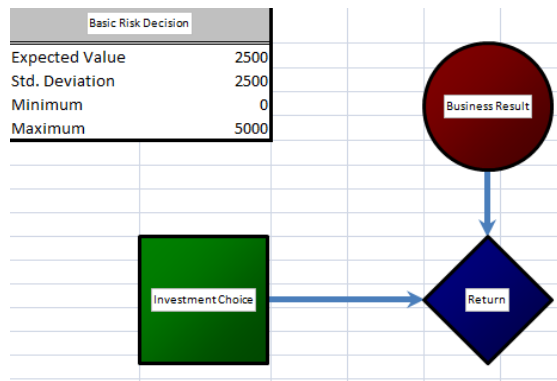 Basic Risk Decision
Expected Value 2500
Std. Deviation 2500
Minimum 0
Maximum 5000
Business Result
Investment Choice
Return